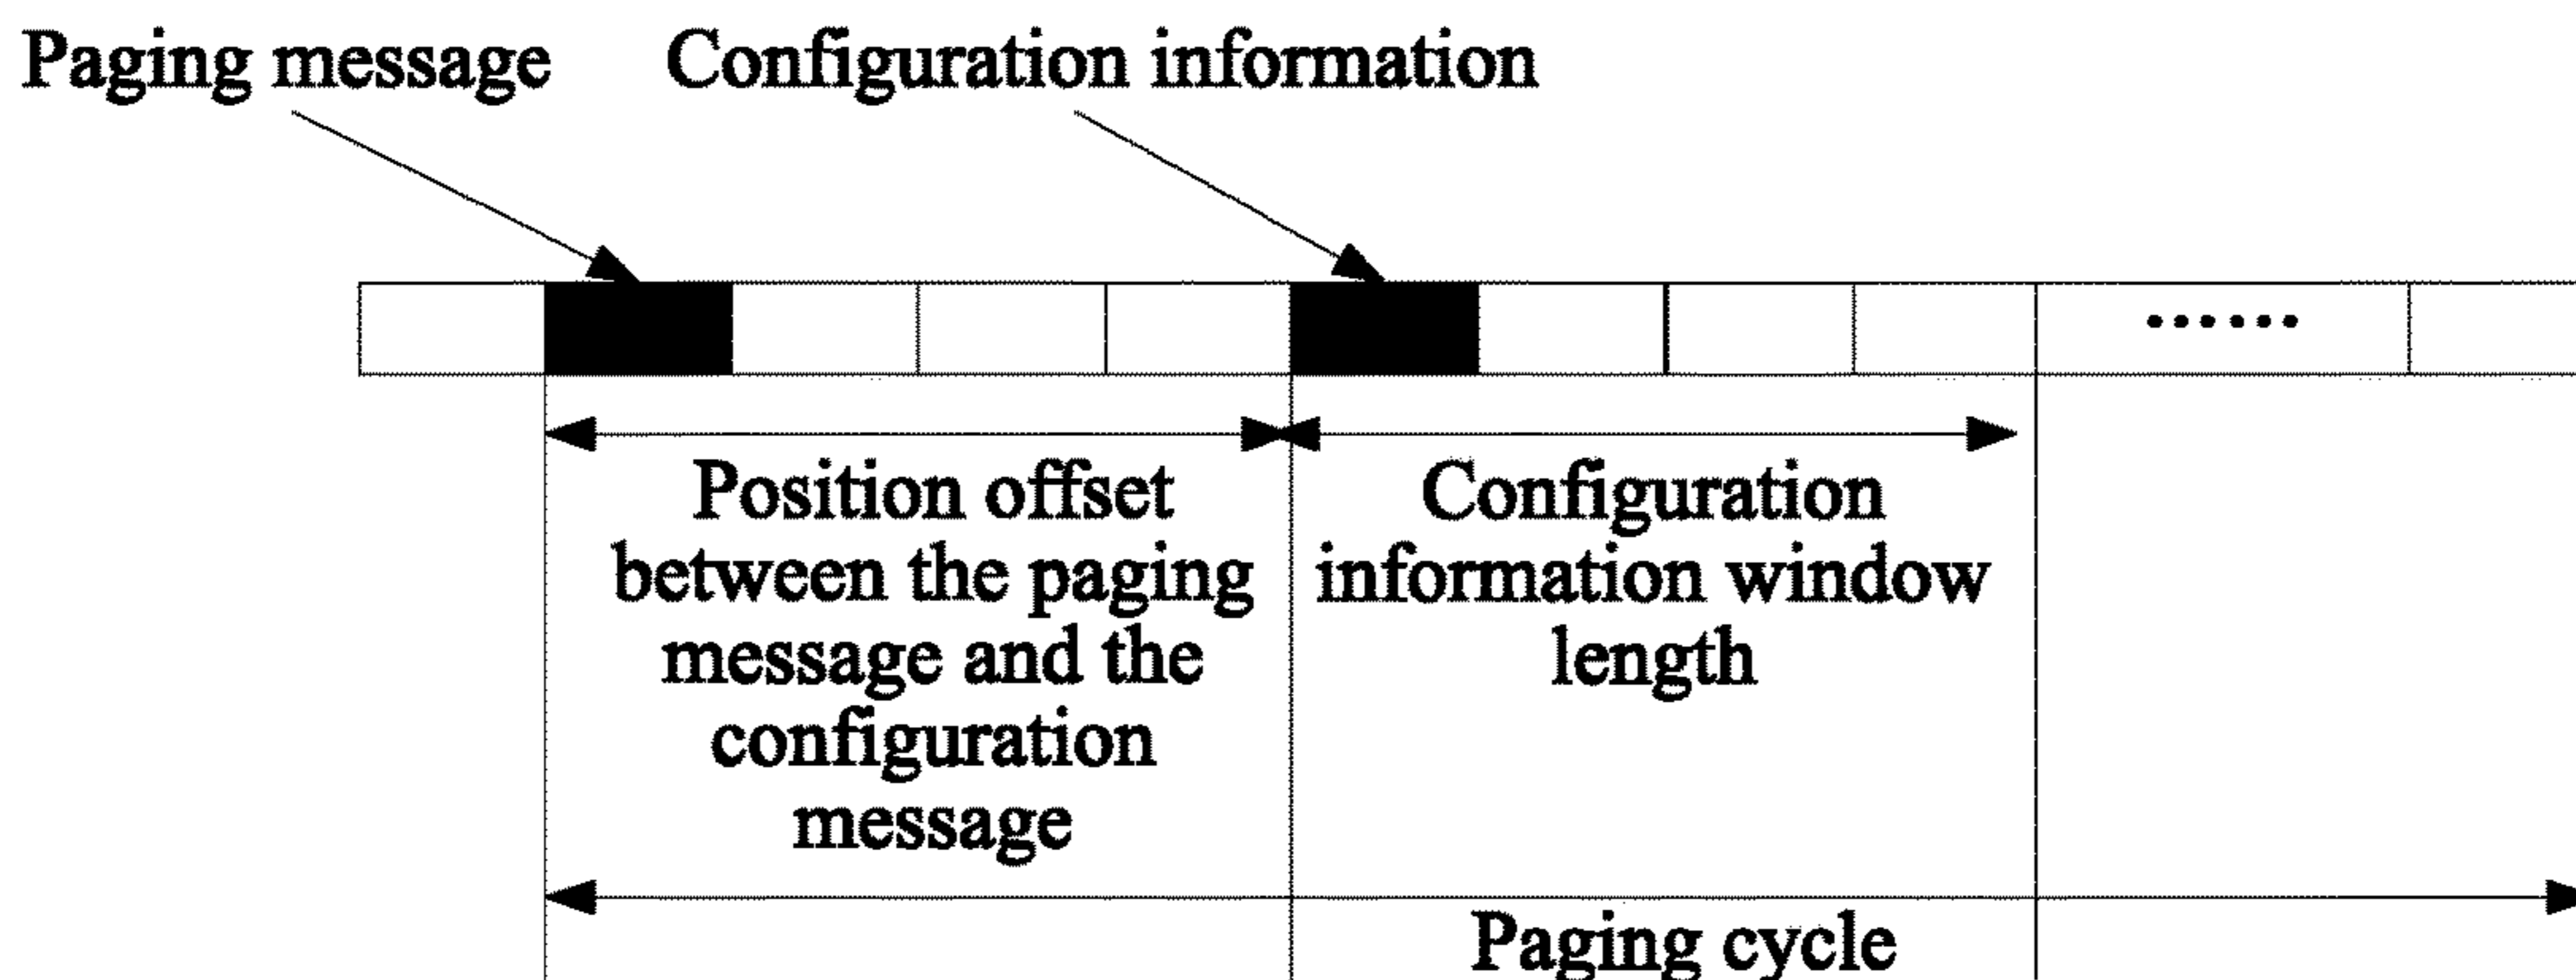 Paging message
Configuration information
......
Position offset
between the paging
message and the
configuration
message
Configuration
information window
length
Paging cycle